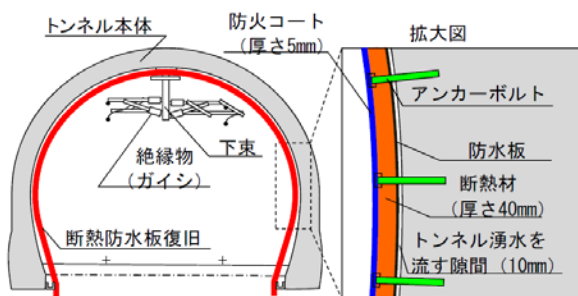 トンネル本体
防火コート
(厚さ5mm)
拡大図
アンカーボルト
絶縁物
(ガイシ)
下束
防水板
断熱材
(厚さ40mm)
断熱防水板復旧
トンネル湧水を
流す隙間(10mm)